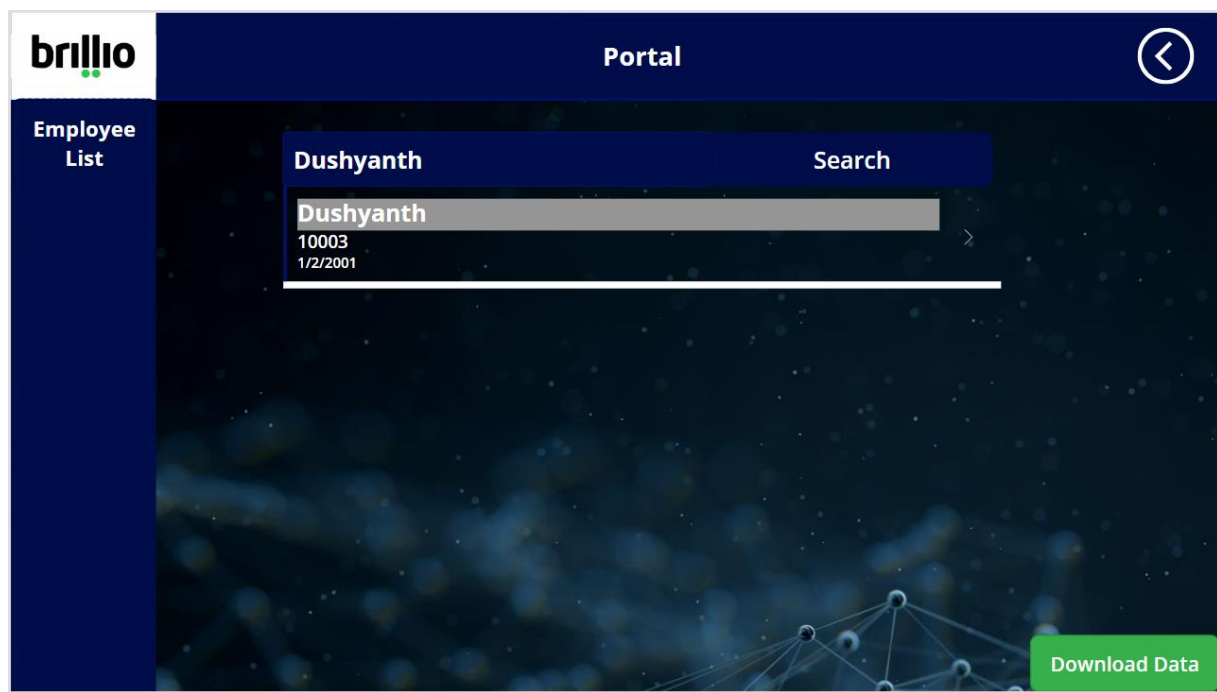 brillio
Portal
Employee
List
Dushyanth
Search
Dushyanth
10003
1/2/2001
Download Data